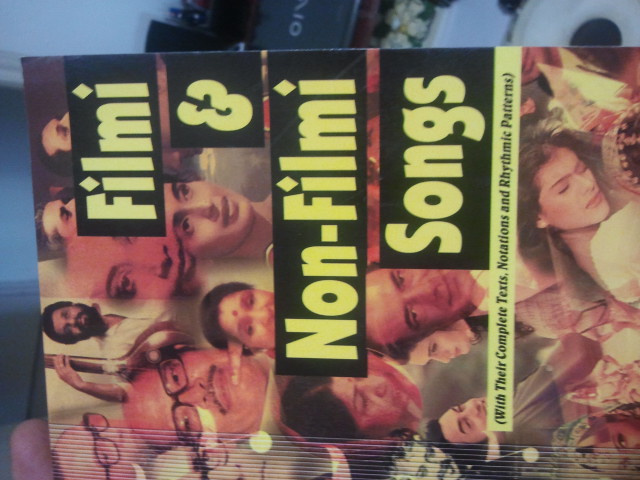 Filmi
&
Non-Filmi
Songs
(With Their Complete Texts, Notations and Rhythmic Patterns)